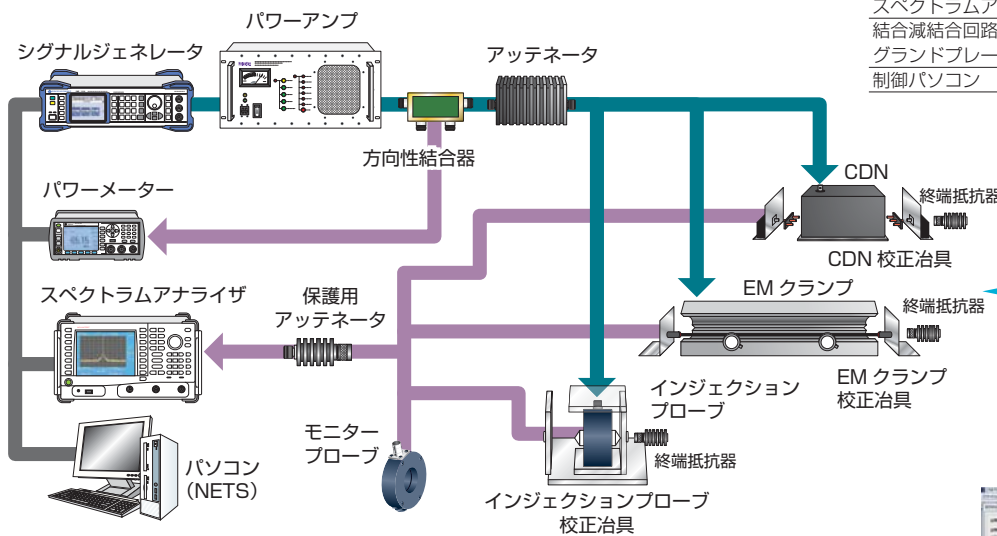 パワーアンプ
シグナルジェネレータ
アッテネータ
スペクトラムア
結合減結合回路
グランドプレー
制御パソコン
方向性結合器
パワーメーター
CDN
終端抵抗器
CDN 校正冶具
スペクトラムアナライザ
保護用
アッテネータ
EM クランプ
終端抵抗器
EM クランプ
校正冶具
インジェクション
プローブ
モニター
プローブ
終端抵抗器
パソコン
(NETS)
インジェクションプローブ
校正冶具